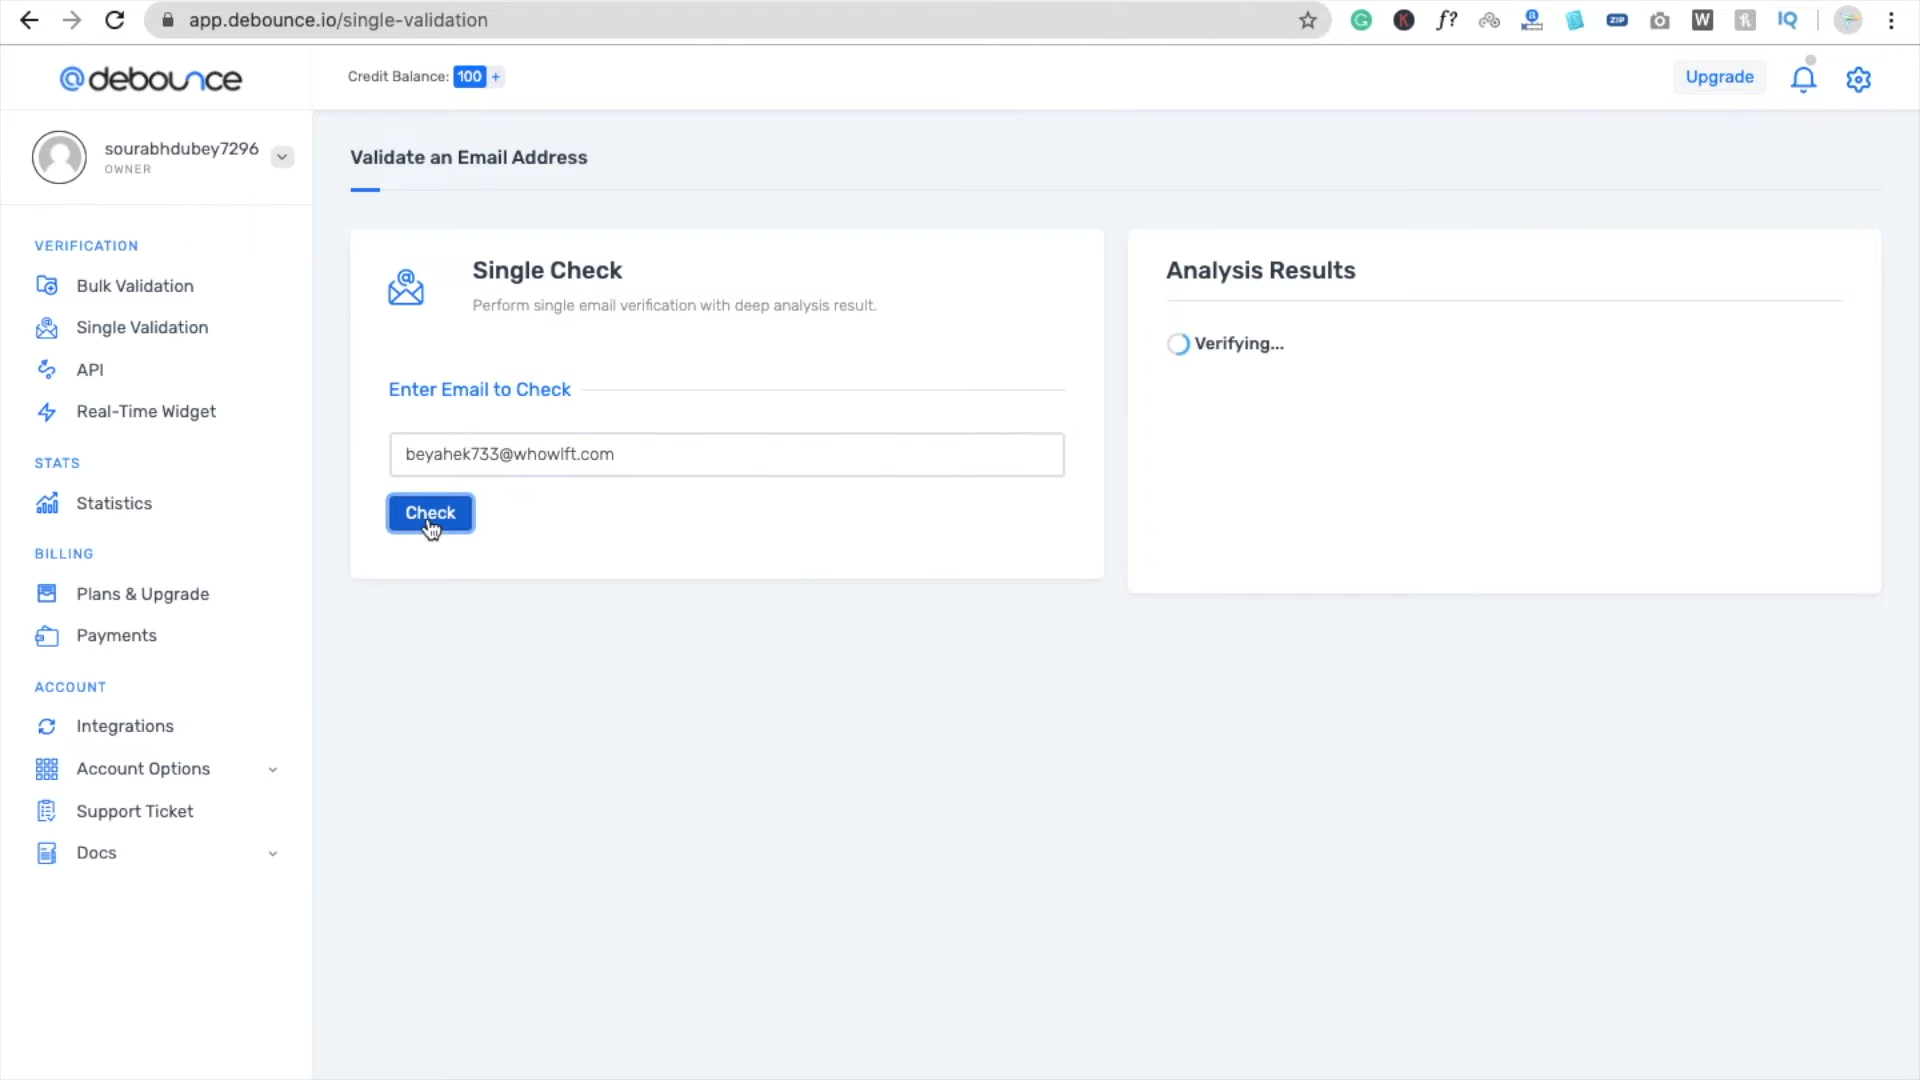 app.debounce.io/single-validation
ZIP
W
IQ
@debounce
Credit Balance: 100 +
Upgrade
sourabhdubey7296
OWNER
Validate an Email Address
VERIFICATION
Bulk Validation
Single Validation
API
Real-Time Widget
STATS
Statistics
BILLING
Plans & Upgrade
Payments
ACCOUNT
Integrations
Account Options
Support Ticket
Docs
Single Check
Perform single email verification with deep analysis result.
Enter Email to Check
beyahek733@whowlft.com
Check
Analysis Results
Verifying...